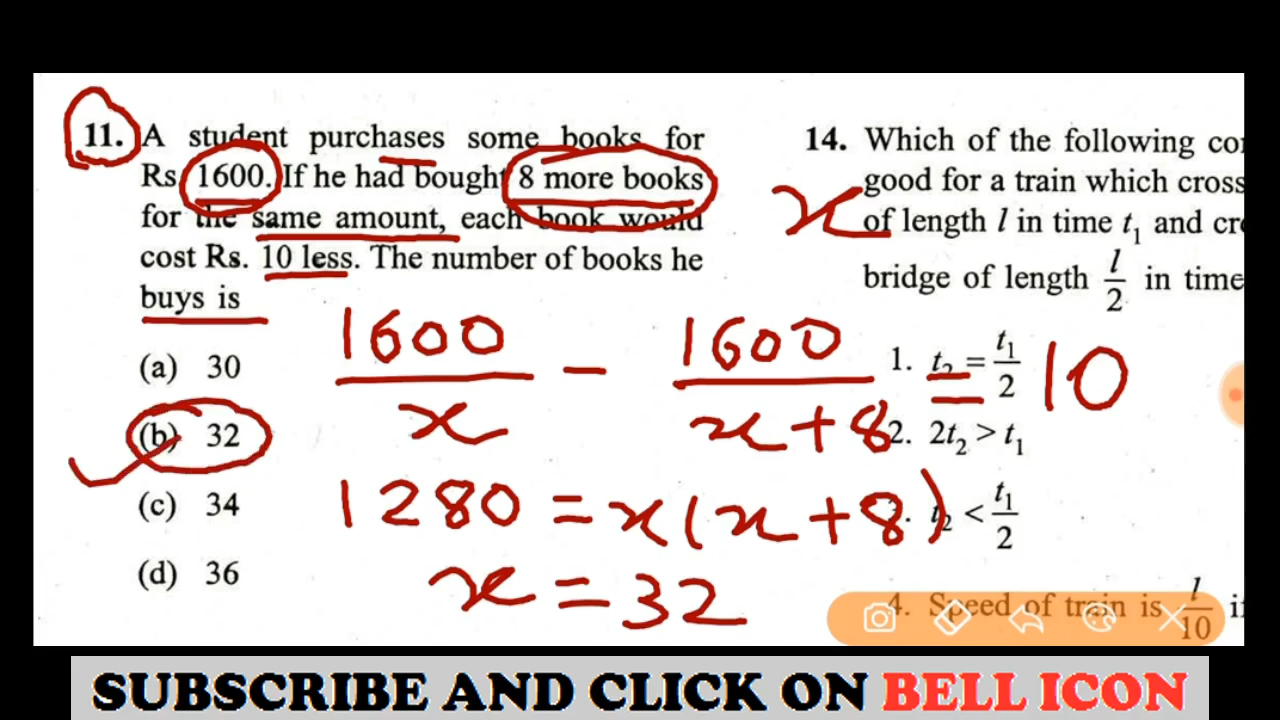 11. A student purchases some books for
Rs. 1600. If he had bought 8 more books
for the same amount, each book would
cost Rs. 10 less. The number of books he
buys is
(a) 30
(b) 32
(c) 34
(d) 36
1600/x - 1600/x+8 = 10
1280 = x(x+8)
x = 32
x
14. Which of the following
good for a train which cross
of length l in time t₁ and
bridge of length l/2 in time
1. t₂ = t₁/2
2. 2t₂ > t₁
3. t₂ < t₁/2
4. Speed of train is l/10
SUBSCRIBE AND CLICK ON BELL ICON